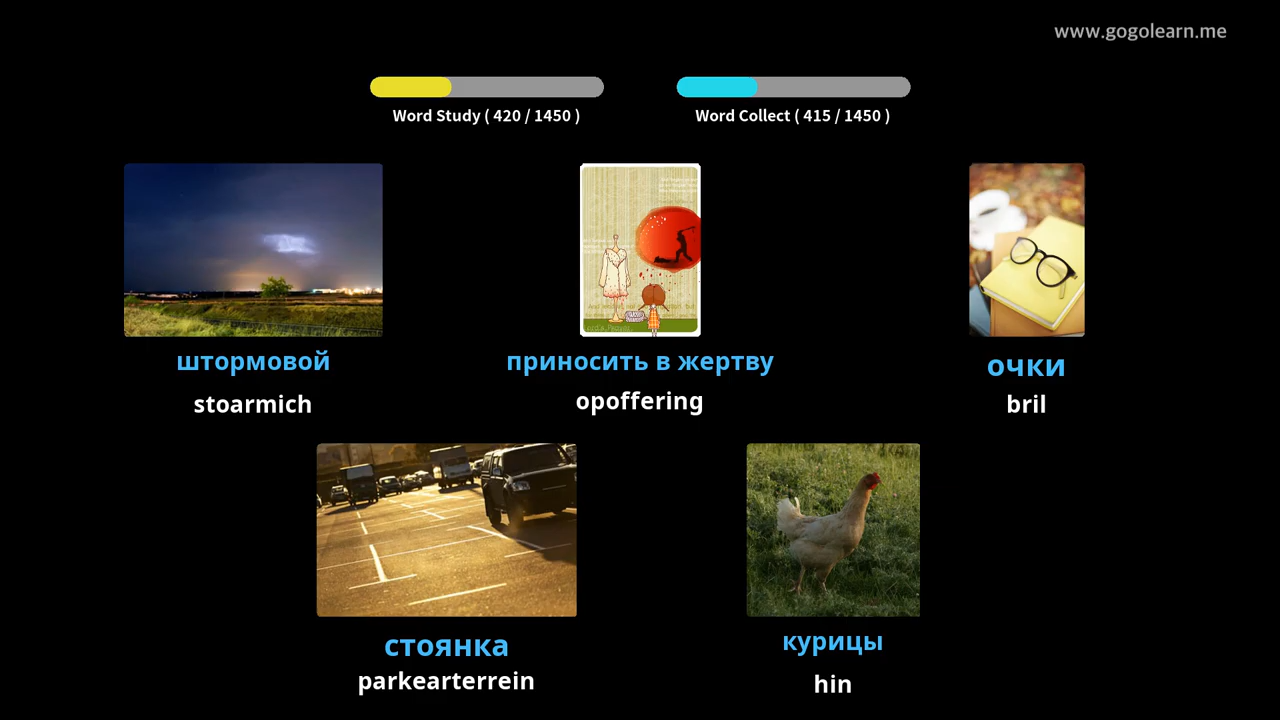 www.gogolearn.me
Word Study ( 420 / 1450 )
Word Collect ( 415 / 1450 )
штормовой
stoarmich
приносить в жертву
opoffering
очки
bril
стоянка
parkearterrein
курицы
hin